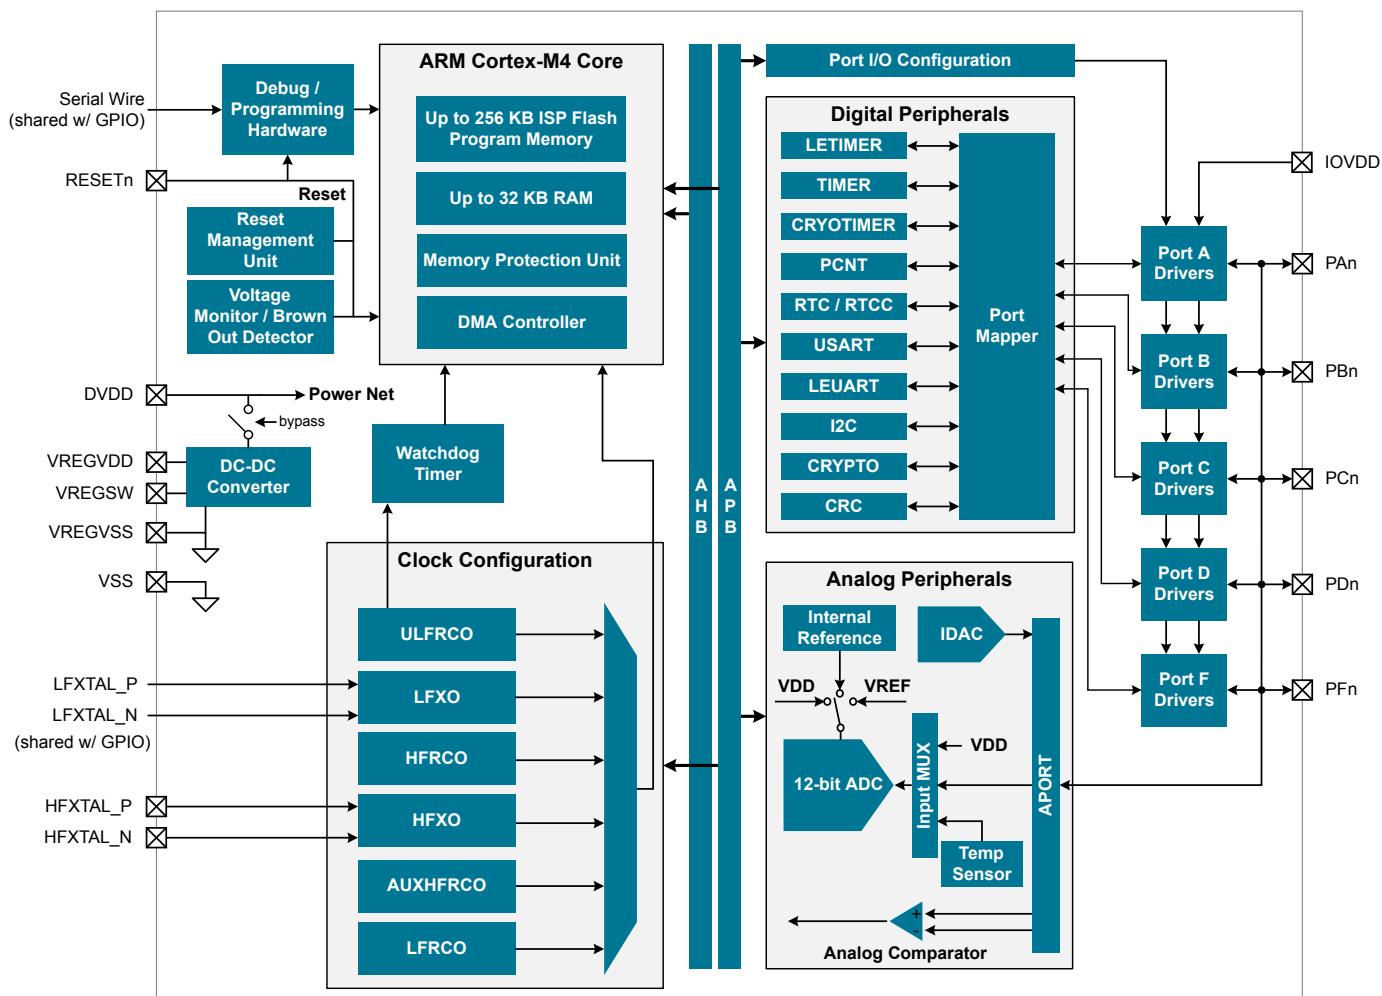 ARM Cortex-M4 Core
Up to 256 KB ISP Flash
Program Memory
Up to 32 KB RAM
Memory Protection Unit
DMA Controller
Serial Wire
(shared w/ GPIO)
Debug /
Programming
Hardware
RESETn
Reset
Reset
Management
Unit
Voltage
Monitor / Brown
Out Detector
DVDD
Power Net
bypass
VREGVDD
DC-DC
Converter
VREGSW
VREGVSS
VSS
Watchdog
Timer
Clock Configuration
ULFRCO
LFXTAL_P
LFXO
LFXTAL_N
(shared w/ GPIO)
HFRCO
HFXTAL_P
HFXO
HFXTAL_N
AUXHFRCO
LFRCO
AHB
APB
Port I/O Configuration
Digital Peripherals
LETIMER
TIMER
CRYOTIMER
PCNT
RTC / RTCC
USART
LEUART
I2C
CRYPTO
CRC
Port
Mapper
Analog Peripherals
Internal
Reference
IDAC
VDD
VREF
12-bit ADC
Input MUX
VDD
Temp
Sensor
APORT
+
-
Analog Comparator
IOVDD
Port A
Drivers
PAn
Port B
Drivers
PBn
Port C
Drivers
PCn
Port D
Drivers
PDn
Port F
Drivers
PFn